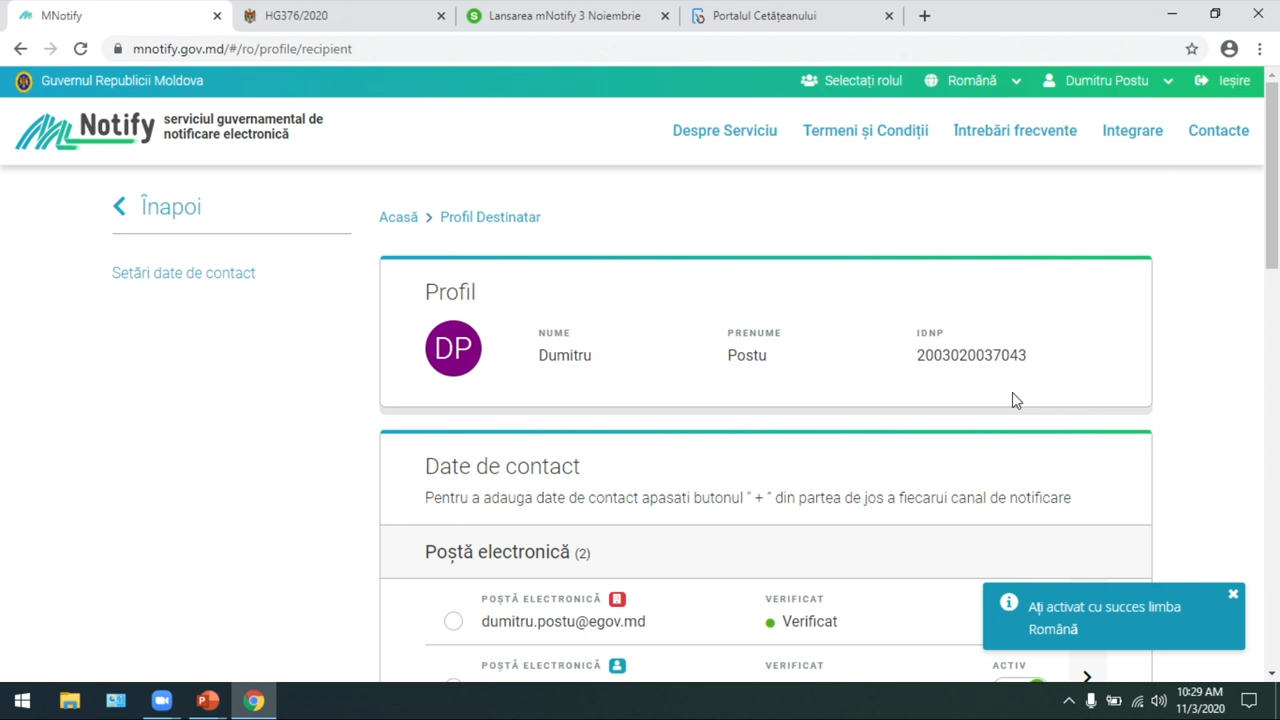 MNotify
HG376/2020
Lansarea mNotify 3 Noiembrie
Portalul Cetățeanului
mnotify.gov.md/#/ro/profile/recipient
Guvernul Republicii Moldova
Selectați rolul
Română
Dumitru Postu
Ieșire
Notify
serviciul guvernamental de
notificare electronică
Despre Serviciu
Termeni și Condiții
Întrebări frecvente
Integrare
Contacte
Înapoi
Setări date de contact
Acasă > Profil Destinatar
Profil
DP
NUME
Dumitru
PRENUME
Postu
IDNP
2003020037043
Date de contact
Pentru a adauga date de contact apasati butonul " + " din partea de jos a fiecarui canal de notificare
Poștă electronică (2)
POȘTĂ ELECTRONICĂ
dumitru.postu@egov.md
VERIFICAT
Verificat
POȘTĂ ELECTRONICĂ
VERIFICAT
ACTIV
Ați activat cu succes limba
Română
10:29 AM
11/3/2020